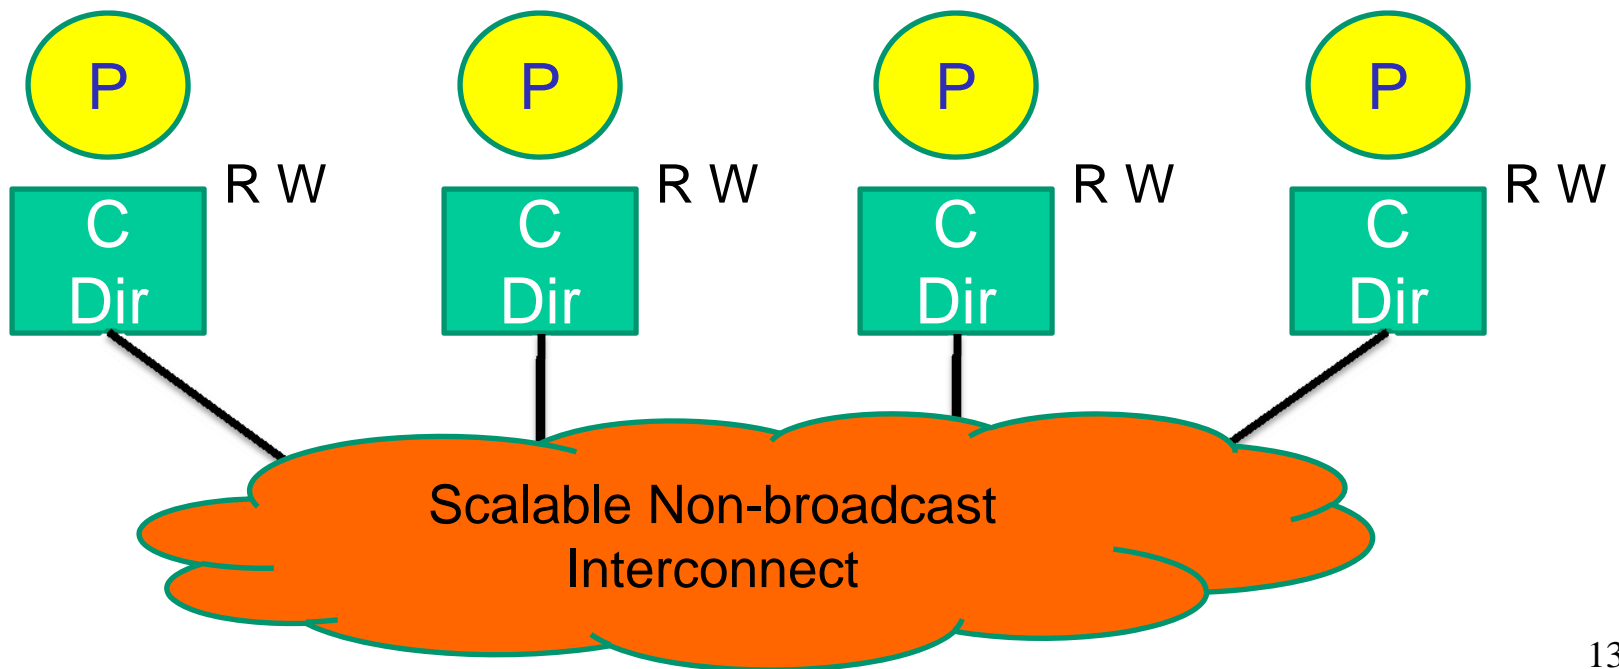 P P P P
R W R W R W R W
C C C C
Dir Dir Dir Dir
Scalable Non-broadcast
Interconnect
13